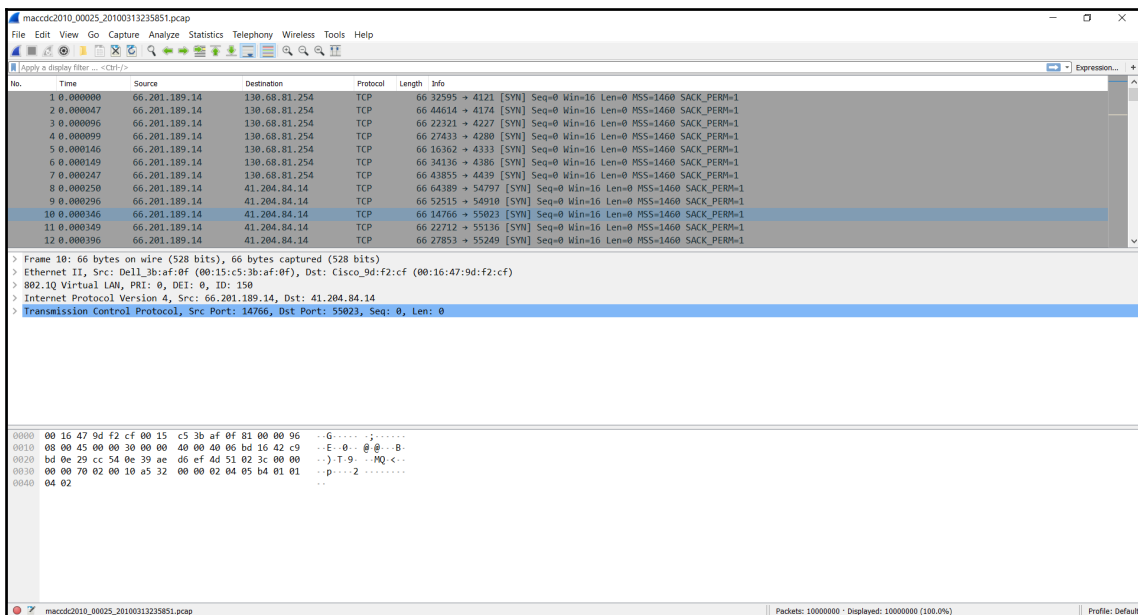 maccdc2010_00025_20100313235851.pcap
File Edit View Go Capture Analyze Statistics Telephony Wireless Tools Help
Apply a display filter ... <Ctrl-/> Expression... +
No. Time Source Destination Protocol Length Info
1 0.000000 66.201.189.14 130.68.81.254 TCP 66 32595 → 4121 [SYN] Seq=0 Win=16 Len=0 MSS=1460 SACK_PERM=1
2 0.000047 66.201.189.14 130.68.81.254 TCP 66 44614 → 4174 [SYN] Seq=0 Win=16 Len=0 MSS=1460 SACK_PERM=1
3 0.000096 66.201.189.14 130.68.81.254 TCP 66 22321 → 4227 [SYN] Seq=0 Win=16 Len=0 MSS=1460 SACK_PERM=1
4 0.000099 66.201.189.14 130.68.81.254 TCP 66 27433 → 4280 [SYN] Seq=0 Win=16 Len=0 MSS=1460 SACK_PERM=1
5 0.000146 66.201.189.14 130.68.81.254 TCP 66 16362 → 4333 [SYN] Seq=0 Win=16 Len=0 MSS=1460 SACK_PERM=1
6 0.000149 66.201.189.14 130.68.81.254 TCP 66 34136 → 4386 [SYN] Seq=0 Win=16 Len=0 MSS=1460 SACK_PERM=1
7 0.000247 66.201.189.14 130.68.81.254 TCP 66 43855 → 4439 [SYN] Seq=0 Win=16 Len=0 MSS=1460 SACK_PERM=1
8 0.000250 66.201.189.14 41.204.84.14 TCP 66 64389 → 54797 [SYN] Seq=0 Win=16 Len=0 MSS=1460 SACK_PERM=1
9 0.000296 66.201.189.14 41.204.84.14 TCP 66 52515 → 54910 [SYN] Seq=0 Win=16 Len=0 MSS=1460 SACK_PERM=1
10 0.000346 66.201.189.14 41.204.84.14 TCP 66 14766 → 55023 [SYN] Seq=0 Win=16 Len=0 MSS=1460 SACK_PERM=1
11 0.000349 66.201.189.14 41.204.84.14 TCP 66 22712 → 55136 [SYN] Seq=0 Win=16 Len=0 MSS=1460 SACK_PERM=1
12 0.000396 66.201.189.14 41.204.84.14 TCP 66 27853 → 55249 [SYN] Seq=0 Win=16 Len=0 MSS=1460 SACK_PERM=1
> Frame 10: 66 bytes on wire (528 bits), 66 bytes captured (528 bits)
> Ethernet II, Src: Dell_3b:af:0f (00:15:c5:3b:af:0f), Dst: Cisco_9d:f2:cf (00:16:47:9d:f2:cf)
> 802.1Q Virtual LAN, PRI: 0, DEI: 0, ID: 150
> Internet Protocol Version 4, Src: 66.201.189.14, Dst: 41.204.84.14
> Transmission Control Protocol, Src Port: 14766, Dst Port: 55023, Seq: 0, Len: 0
0000 00 16 47 9d f2 cf 00 15 c5 3b af 0f 81 00 00 96 ··G····· ·;······
0010 08 00 45 00 00 30 00 00 40 00 40 06 bd 16 42 c9 ··E··0·· @·@···B·
0020 bd 0e 29 cc 54 0e 39 ae d6 ef 4d 51 02 3c 00 00 ··)·T·9· ··MQ·<··
0030 00 00 70 02 00 10 a5 32 00 00 02 04 05 b4 01 01 ··p····2 ········
0040 04 02 ··
maccdc2010_00025_20100313235851.pcap Packets: 10000000 · Displayed: 10000000 (100.0%) Profile: Default